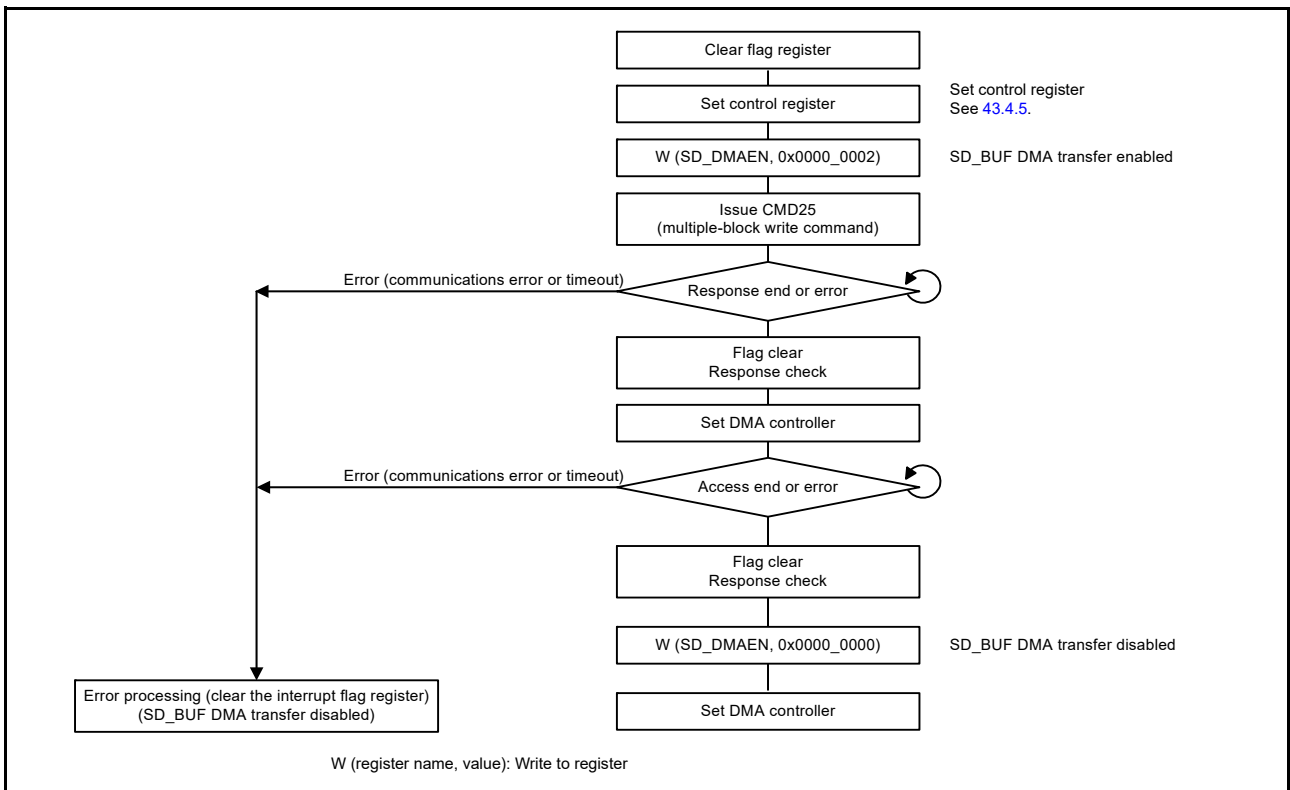 Clear flag register
Set control register
Set control register
See 43.4.5.
W (SD_DMAEN, 0x0000_0002)
SD_BUF DMA transfer enabled
Issue CMD25
(multiple-block write command)
Error (communications error or timeout)
Response end or error
Flag clear
Response check
Set DMA controller
Error (communications error or timeout)
Access end or error
Flag clear
Response check
W (SD_DMAEN, 0x0000_0000)
SD_BUF DMA transfer disabled
Error processing (clear the interrupt flag register)
(SD_BUF DMA transfer disabled)
Set DMA controller
W (register name, value): Write to register